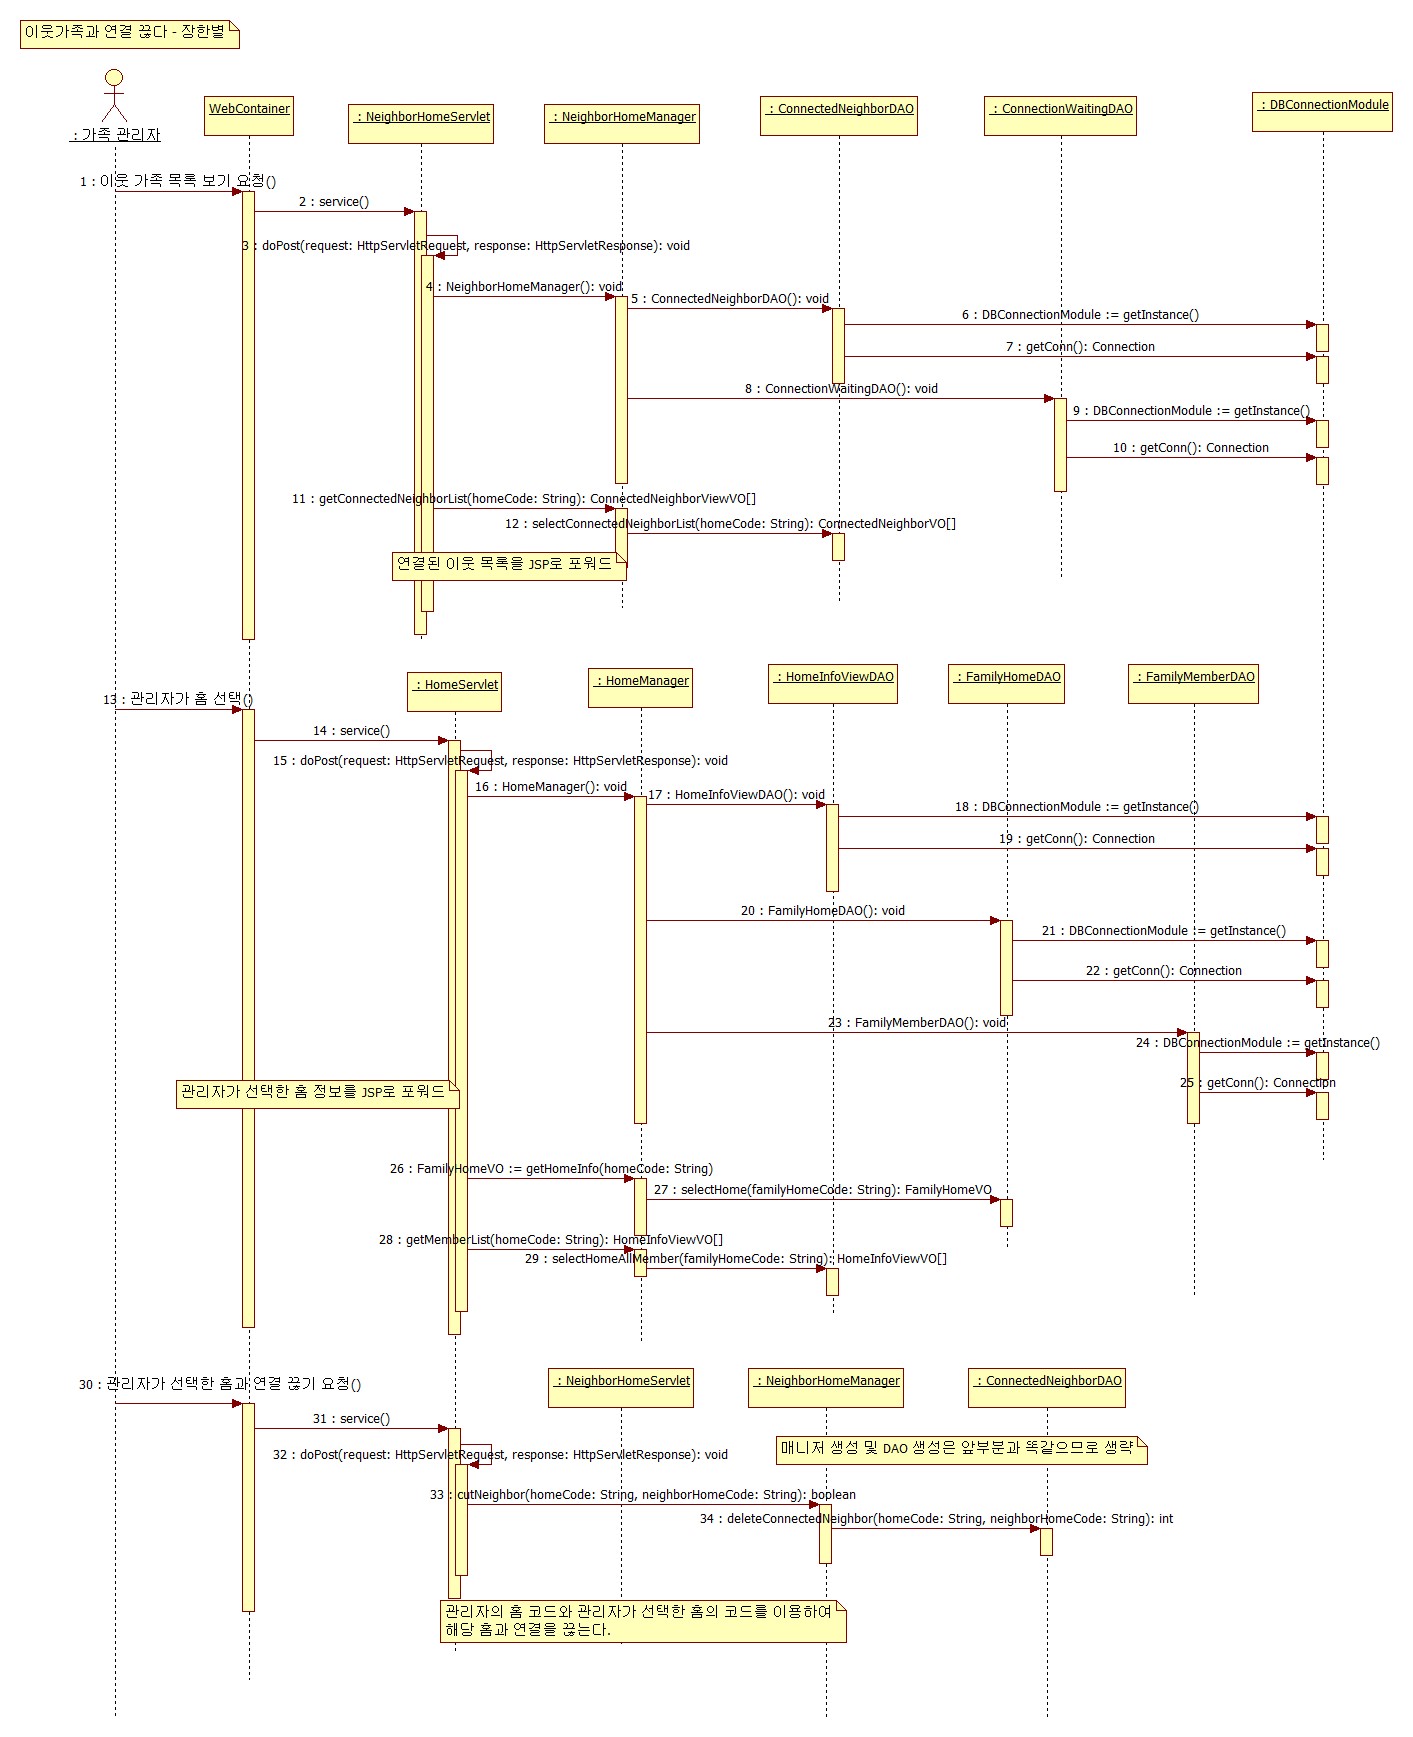 이웃가족과 연결 끊다 - 장한별
: 가족 관리자
WebContainer
: NeighborHomeServlet
: NeighborHomeManager
: ConnectedNeighborDAO
: ConnectionWaitingDAO
: DBConnectionModule
1 : 이웃 가족 목록 보기 요청()
2 : service()
3 : doPost(request: HttpServletRequest, response: HttpServletResponse): void
4 : NeighborHomeManager(): void
5 : ConnectedNeighborDAO(): void
6 : DBConnectionModule := getInstance()
7 : getConn(): Connection
8 : ConnectionWaitingDAO(): void
9 : DBConnectionModule := getInstance()
10 : getConn(): Connection
11 : getConnectedNeighborList(homeCode: String): ConnectedNeighborViewVO[]
12 : selectConnectedNeighborList(homeCode: String): ConnectedNeighborVO[]
연결된 이웃 목록을 JSP로 포워드
: HomeServlet
: HomeManager
: HomeInfoViewDAO
: FamilyHomeDAO
: FamilyMemberDAO
13 : 관리자가 홈 선택()
14 : service()
15 : doPost(request: HttpServletRequest, response: HttpServletResponse): void
16 : HomeManager(): void
17 : HomeInfoViewDAO(): void
18 : DBConnectionModule := getInstance()
19 : getConn(): Connection
20 : FamilyHomeDAO(): void
21 : DBConnectionModule := getInstance()
22 : getConn(): Connection
23 : FamilyMemberDAO(): void
24 : DBConnectionModule := getInstance()
25 : getConn(): Connection
관리자가 선택한 홈 정보를 JSP로 포워드
26 : FamilyHomeVO := getHomeInfo(homeCode: String)
27 : selectHome(familyHomeCode: String): FamilyHomeVO
28 : getMemberList(homeCode: String): HomeInfoViewVO[]
29 : selectHomeAllMember(familyHomeCode: String): HomeInfoViewVO[]
30 : 관리자가 선택한 홈과 연결 끊기 요청()
: NeighborHomeServlet
: NeighborHomeManager
: ConnectedNeighborDAO
31 : service()
매니저 생성 및 DAO 생성은 앞부분과 똑같으므로 생략
32 : doPost(request: HttpServletRequest, response: HttpServletResponse): void
33 : cutNeighbor(homeCode: String, neighborHomeCode: String): boolean
34 : deleteConnectedNeighbor(homeCode: String, neighborHomeCode: String): int
관리자의 홈 코드와 관리자가 선택한 홈의 코드를 이용하여
해당 홈과 연결을 끊는다.